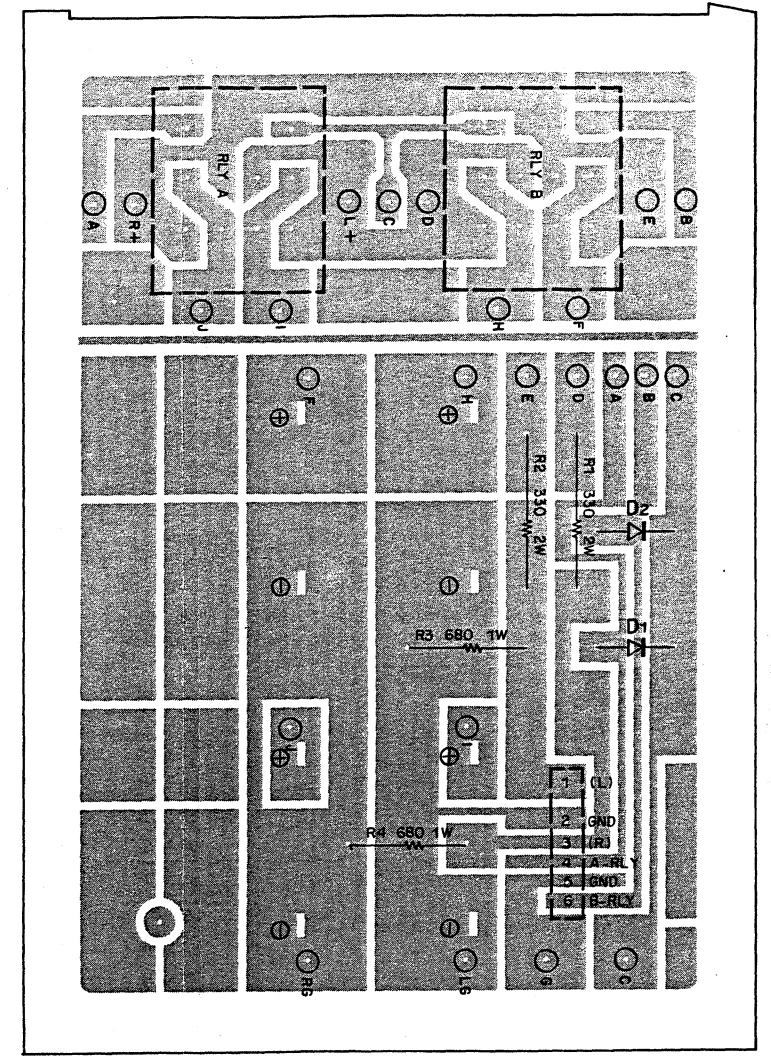 RLY A
RLY B
A
R+
L+
C
D
E
B
J
I
H
F
F
H
E
D
A
B
C
⊕
⊕
R2 330 2W
R1 330 2W
D2
⊖
⊖
R3 680 1W
D1
J
I
⊕
⊕
1 (L)
2 GND
3 (R)
4 A-RLY
5 GND
6 B-RLY
R4 680 1W
⊖
⊖
RG
LG
G
C